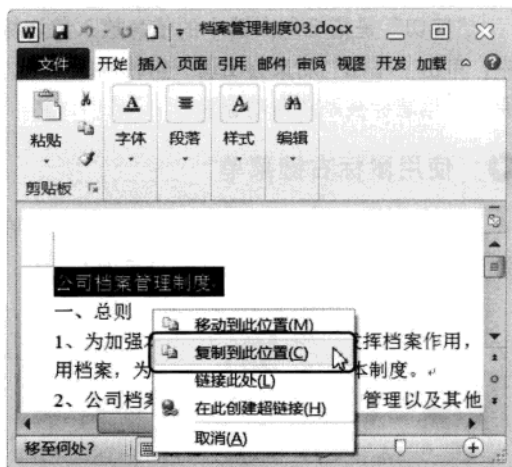 档案管理制度03.docx
文件 开始 插入 页面 引用 邮件 审阅 视图 开发 加载
粘贴 字体 段落 样式 编辑
剪贴板
公司档案管理制度
一、总则
移动到此位置(M)
1、为加强 挥档案作用,
复制到此位置(C)
用档案,为 本制度。
链接此处(L)
2、公司档案 管理以及其他
在此创建超链接(H)
取消(A)
移至何处?